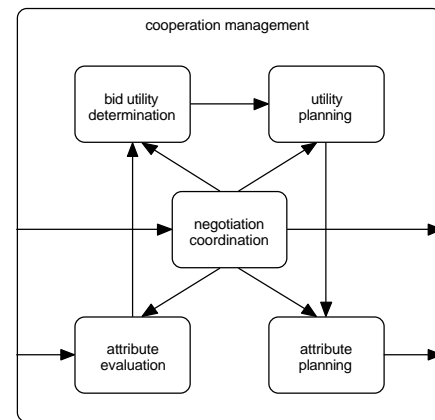 cooperation management
bid utility
determination
utility
planning
negotiation
coordination
attribute
evaluation
attribute
planning